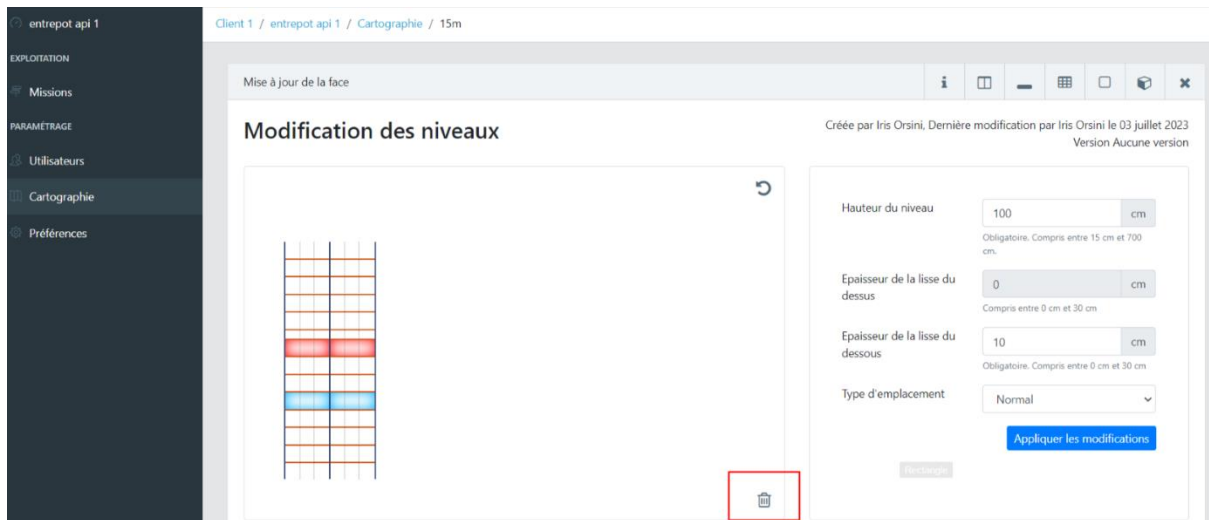 entrepot api 1
EXPLOITATION
Missions
PARAMÉTRAGE
Utilisateurs
Cartographie
Préférences
Client 1 / entrepot api 1 / Cartographie / 15m
Mise à jour de la face
Modification des niveaux
Créée par Iris Orsini, Dernière modification par Iris Orsini le 03 juillet 2023
Version Aucune version
Hauteur du niveau
100 cm
Obligatoire. Compris entre 15 cm et 700
cm.
Epaisseur de la lisse du
dessus
0 cm
Compris entre 0 cm et 30 cm
Epaisseur de la lisse du
dessous
10 cm
Obligatoire. Compris entre 0 cm et 30 cm
Type d'emplacement
Normal
Appliquer les modifications
Rectangle